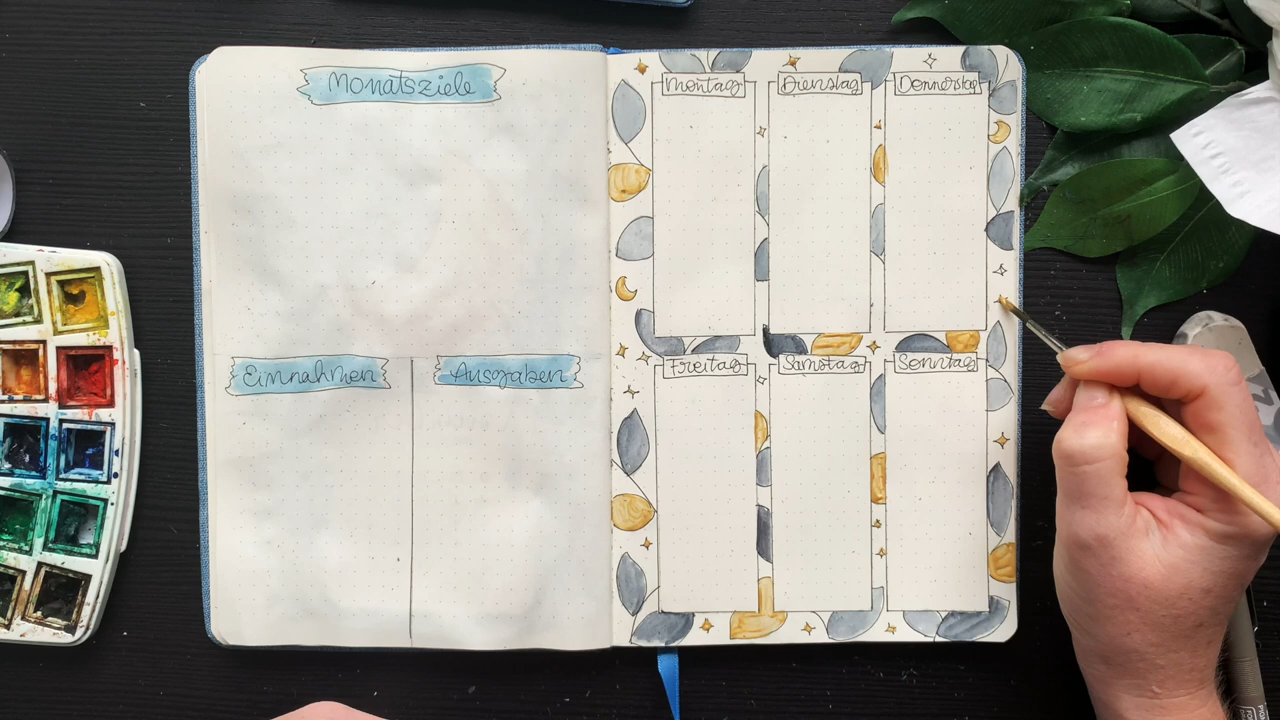 Monatsziele
Einnahmen
Ausgaben
Montag
Dienstag
Donnerstag
Freitag
Samstag
Sonntag